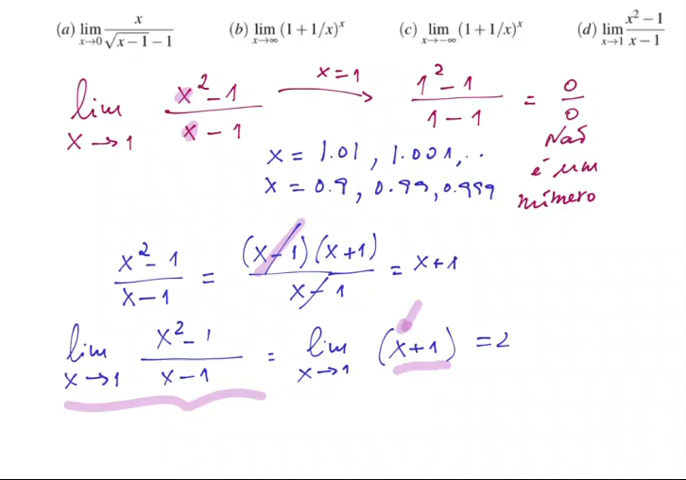 (a) lim x→0 x/(√(x−1) −1) (b) lim x→∞ (1+1/x)^x (c) lim x→−∞ (1+1/x)^x (d) lim x→1 (x²−1)/(x−1)
lim x→1 (x²−1)/(x−1) x=1 → (1²−1)/(1−1) = 0/0
Não
é um
número
x = 1.01, 1.001, ..
x = 0.9, 0.99, 0.999
(x²−1)/(x−1) = ((x−1)(x+1))/(x−1) = x+1
lim x→1 (x²−1)/(x−1) = lim x→1 (x+1) = 2